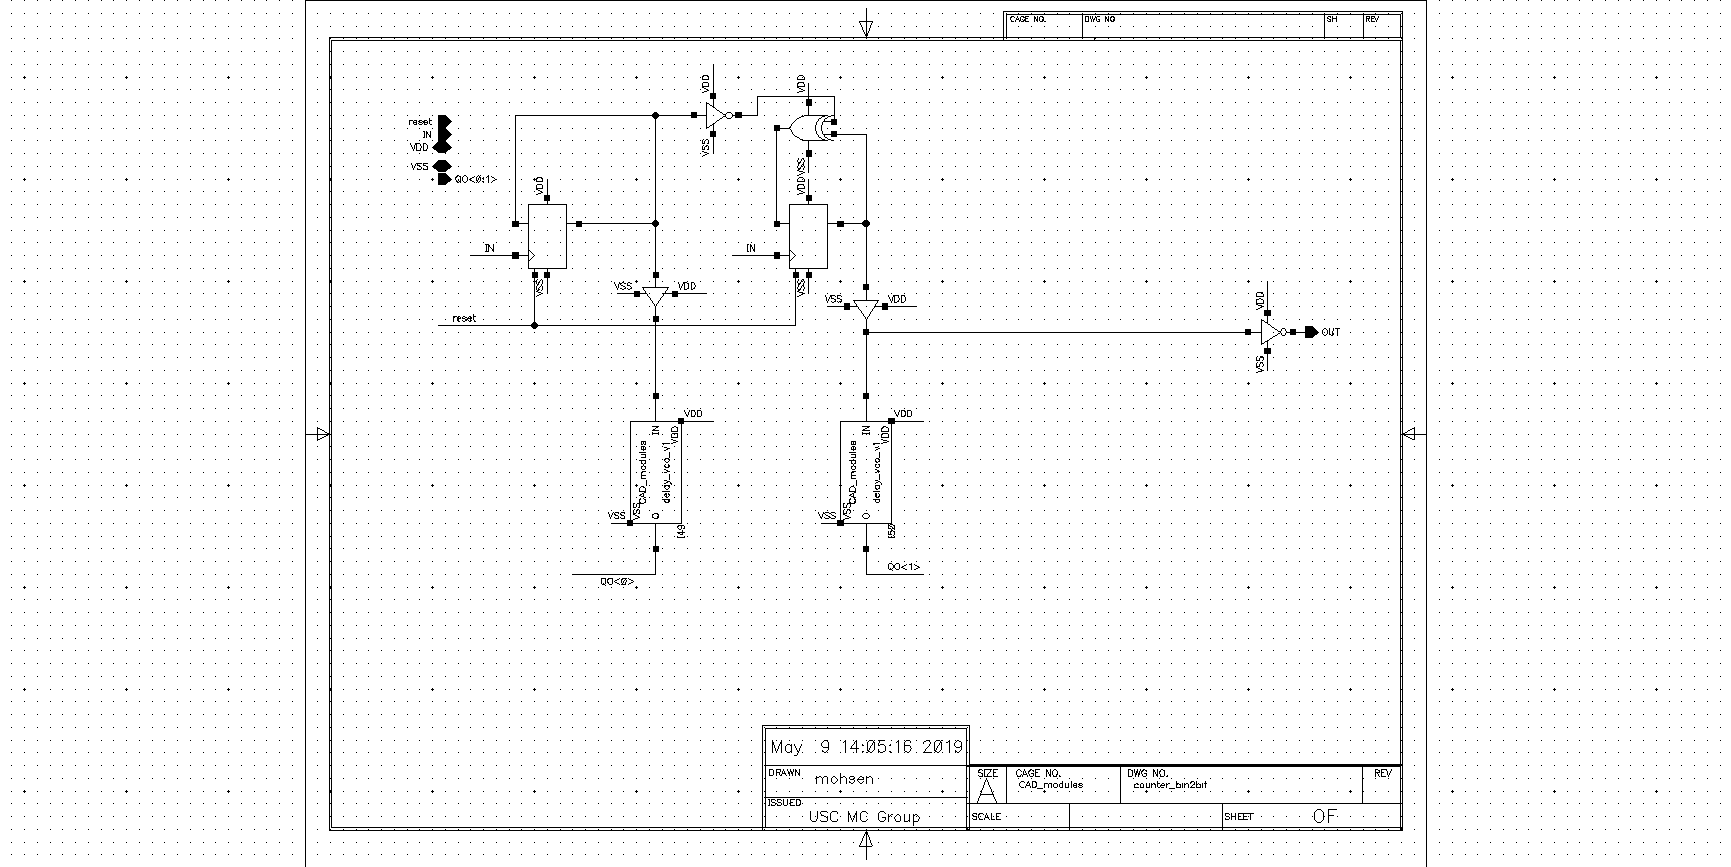 CAGE NO. DWG NO SH REV
VDD VDD
reset
IN
VDD
VSS
QO<0:1>
VSS VSS
VDD VDD
IN IN
VSS VSS
VSS VDD
VSS VDD
VDD
reset
OUT
VSS
VDD VDD
IN VDD IN VDD
CAD_modules delay_vco_v1 CAD_modules delay_vco_v1
VSS VSS O VSS VSS O
I49 I50
QO<1>
QO<0>
May 9 14:05:16 2019
DRAWN mohsen
ISSUED
USC MC Group
SIZE CAGE NO. DWG NO. REV
A CAD_modules counter_bin2bit
SCALE SHEET OF